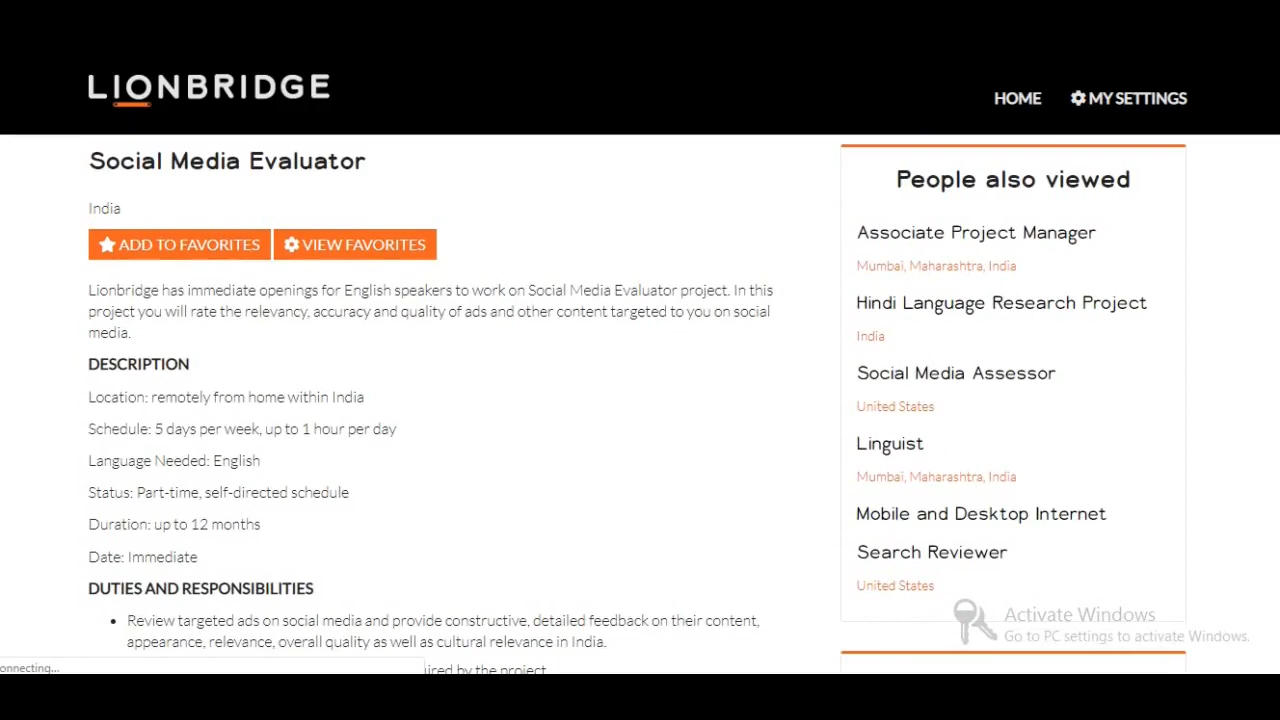 LIONBRIDGE
HOME
MY SETTINGS
Social Media Evaluator
India
ADD TO FAVORITES
VIEW FAVORITES
Lionbridge has immediate openings for English speakers to work on Social Media Evaluator project. In this
project you will rate the relevancy, accuracy and quality of ads and other content targeted to you on social
media.
DESCRIPTION
Location: remotely from home within India
Schedule: 5 days per week, up to 1 hour per day
Language Needed: English
Status: Part-time, self-directed schedule
Duration: up to 12 months
Date: Immediate
DUTIES AND RESPONSIBILITIES
• Review targeted ads on social media and provide constructive, detailed feedback on their content,
appearance, relevance, overall quality as well as cultural relevance in India.
ired by the project
onnecting...
People also viewed
Associate Project Manager
Mumbai, Maharashtra, India
Hindi Language Research Project
India
Social Media Assessor
United States
Linguist
Mumbai, Maharashtra, India
Mobile and Desktop Internet
Search Reviewer
United States
Activate Windows
Go to PC settings to activate Windows.